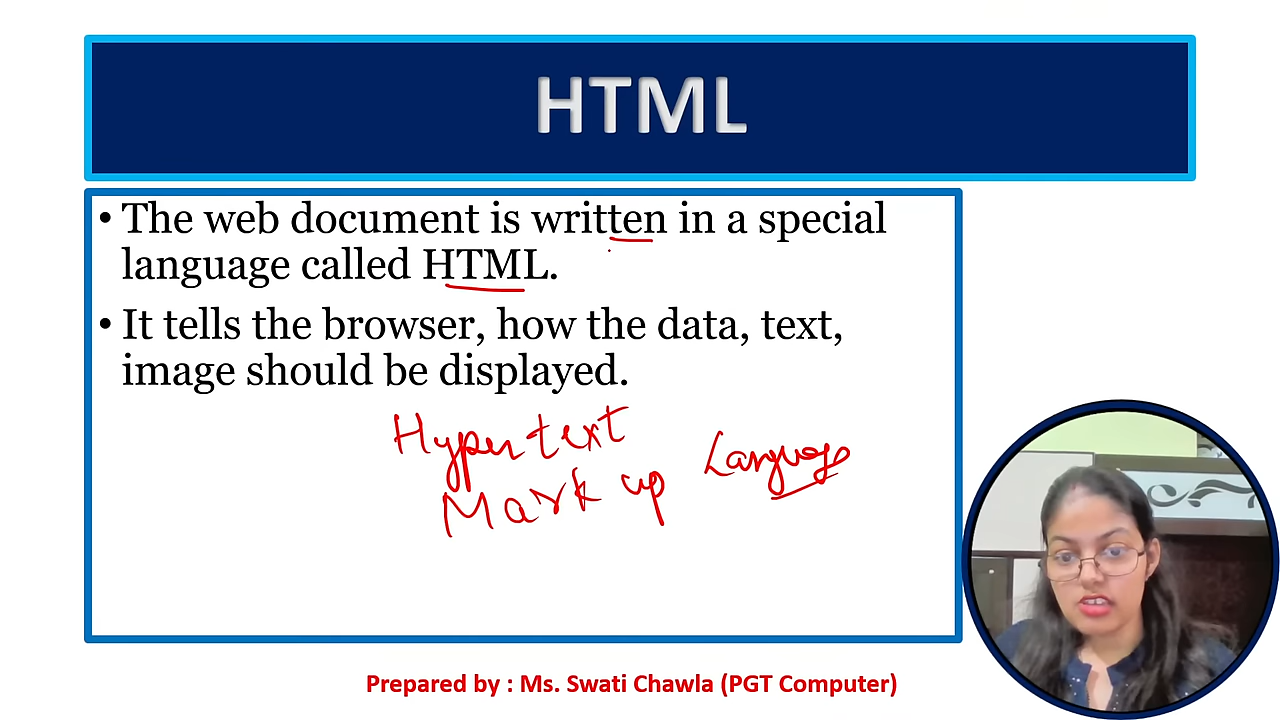 HTML
• The web document is written in a special
language called HTML.
• It tells the browser, how the data, text,
image should be displayed.
Hypertext
Mark up Language
Prepared by : Ms. Swati Chawla (PGT Computer)